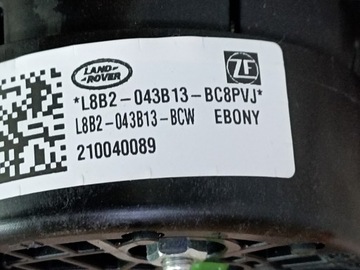 LAND-
ROVER
ZF
*L8B2-043B13-BC8PVJ*
L8B2-043B13-BCW EBONY
210040089